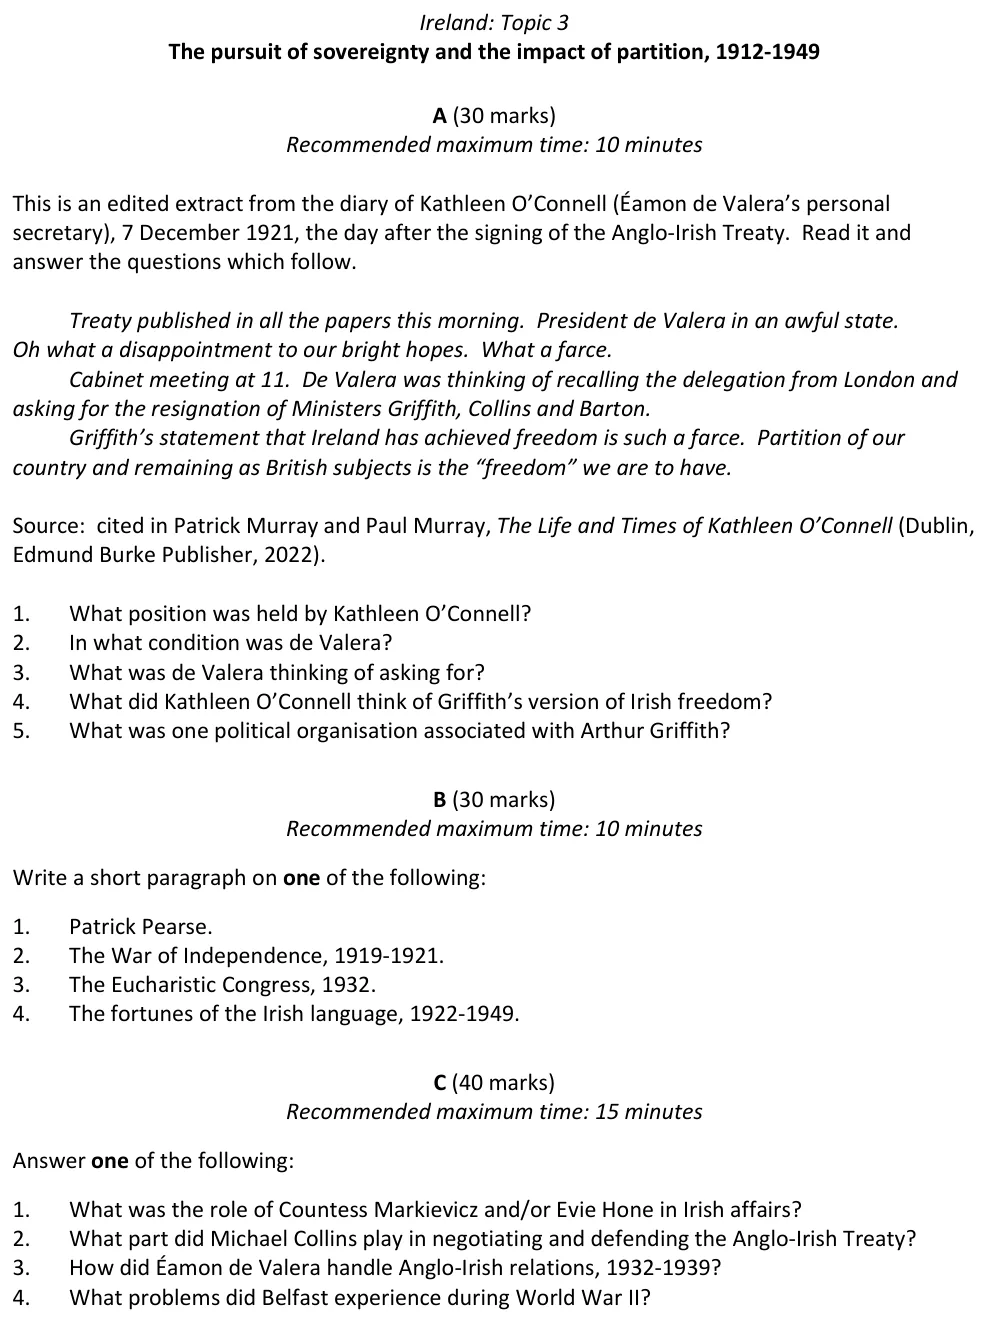 Ireland: Topic 3
The pursuit of sovereignty and the impact of partition, 1912-1949
A (30 marks)
Recommended maximum time: 10 minutes
This is an edited extract from the diary of Kathleen O’Connell (Éamon de Valera’s personal
secretary), 7 December 1921, the day after the signing of the Anglo-Irish Treaty. Read it and
answer the questions which follow.
Treaty published in all the papers this morning. President de Valera in an awful state.
Oh what a disappointment to our bright hopes. What a farce.
Cabinet meeting at 11. De Valera was thinking of recalling the delegation from London and
asking for the resignation of Ministers Griffith, Collins and Barton.
Griffith’s statement that Ireland has achieved freedom is such a farce. Partition of our
country and remaining as British subjects is the “freedom” we are to have.
Source: cited in Patrick Murray and Paul Murray, The Life and Times of Kathleen O’Connell (Dublin,
Edmund Burke Publisher, 2022).
1. What position was held by Kathleen O’Connell?
2. In what condition was de Valera?
3. What was de Valera thinking of asking for?
4. What did Kathleen O’Connell think of Griffith’s version of Irish freedom?
5. What was one political organisation associated with Arthur Griffith?
B (30 marks)
Recommended maximum time: 10 minutes
Write a short paragraph on one of the following:
1. Patrick Pearse.
2. The War of Independence, 1919-1921.
3. The Eucharistic Congress, 1932.
4. The fortunes of the Irish language, 1922-1949.
C (40 marks)
Recommended maximum time: 15 minutes
Answer one of the following:
1. What was the role of Countess Markievicz and/or Evie Hone in Irish affairs?
2. What part did Michael Collins play in negotiating and defending the Anglo-Irish Treaty?
3. How did Éamon de Valera handle Anglo-Irish relations, 1932-1939?
4. What problems did Belfast experience during World War II?